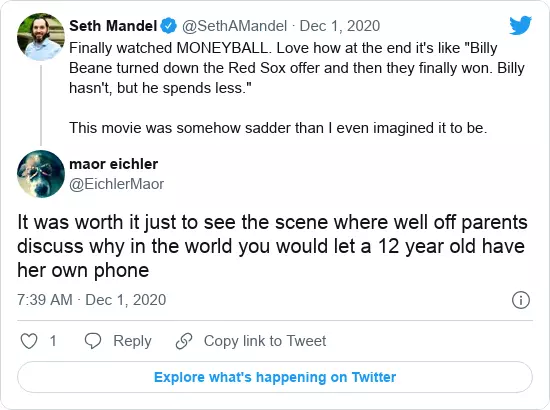 Seth Mandel @SethAMandel · Dec 1, 2020
Finally watched MONEYBALL. Love how at the end it's like "Billy
Beane turned down the Red Sox offer and then they finally won. Billy
hasn't, but he spends less."
This movie was somehow sadder than I even imagined it to be.
maor eichler
@EichlerMaor
It was worth it just to see the scene where well off parents
discuss why in the world you would let a 12 year old have
her own phone
7:39 AM · Dec 1, 2020
1 Reply Copy link to Tweet
Explore what's happening on Twitter